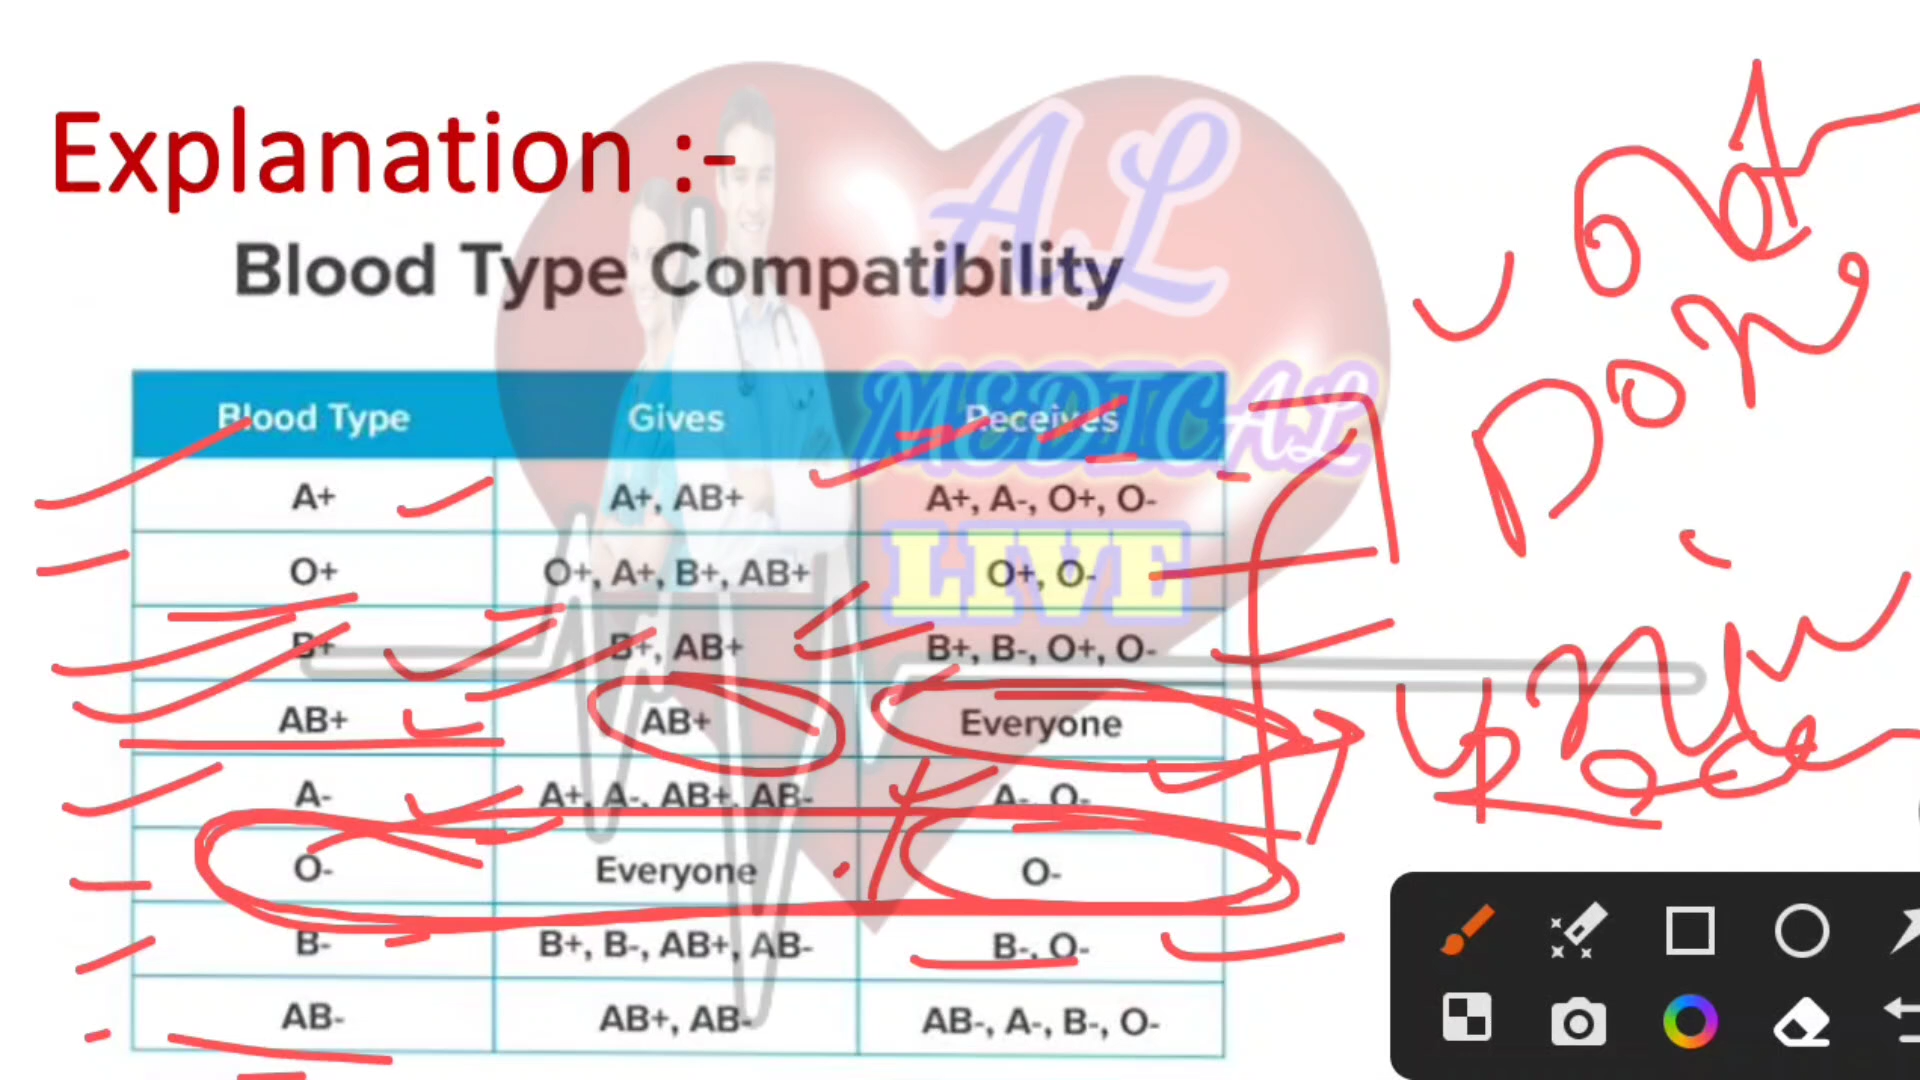 Explanation :-
Blood Type Compatibility
AL
MEDICAL
LIVE
Blood Type Gives Receives
A+ A+, AB+ A+, A-, O+, O-
O+ O+, A+, B+, AB+ O+, O-
B+ B+, AB+ B+, B-, O+, O-
AB+ AB+ Everyone
A- A+, A-, AB+, AB- A-, O-
O- Everyone O-
B- B+, B-, AB+, AB- B-, O-
AB- AB+, AB- AB-, A-, B-, O-